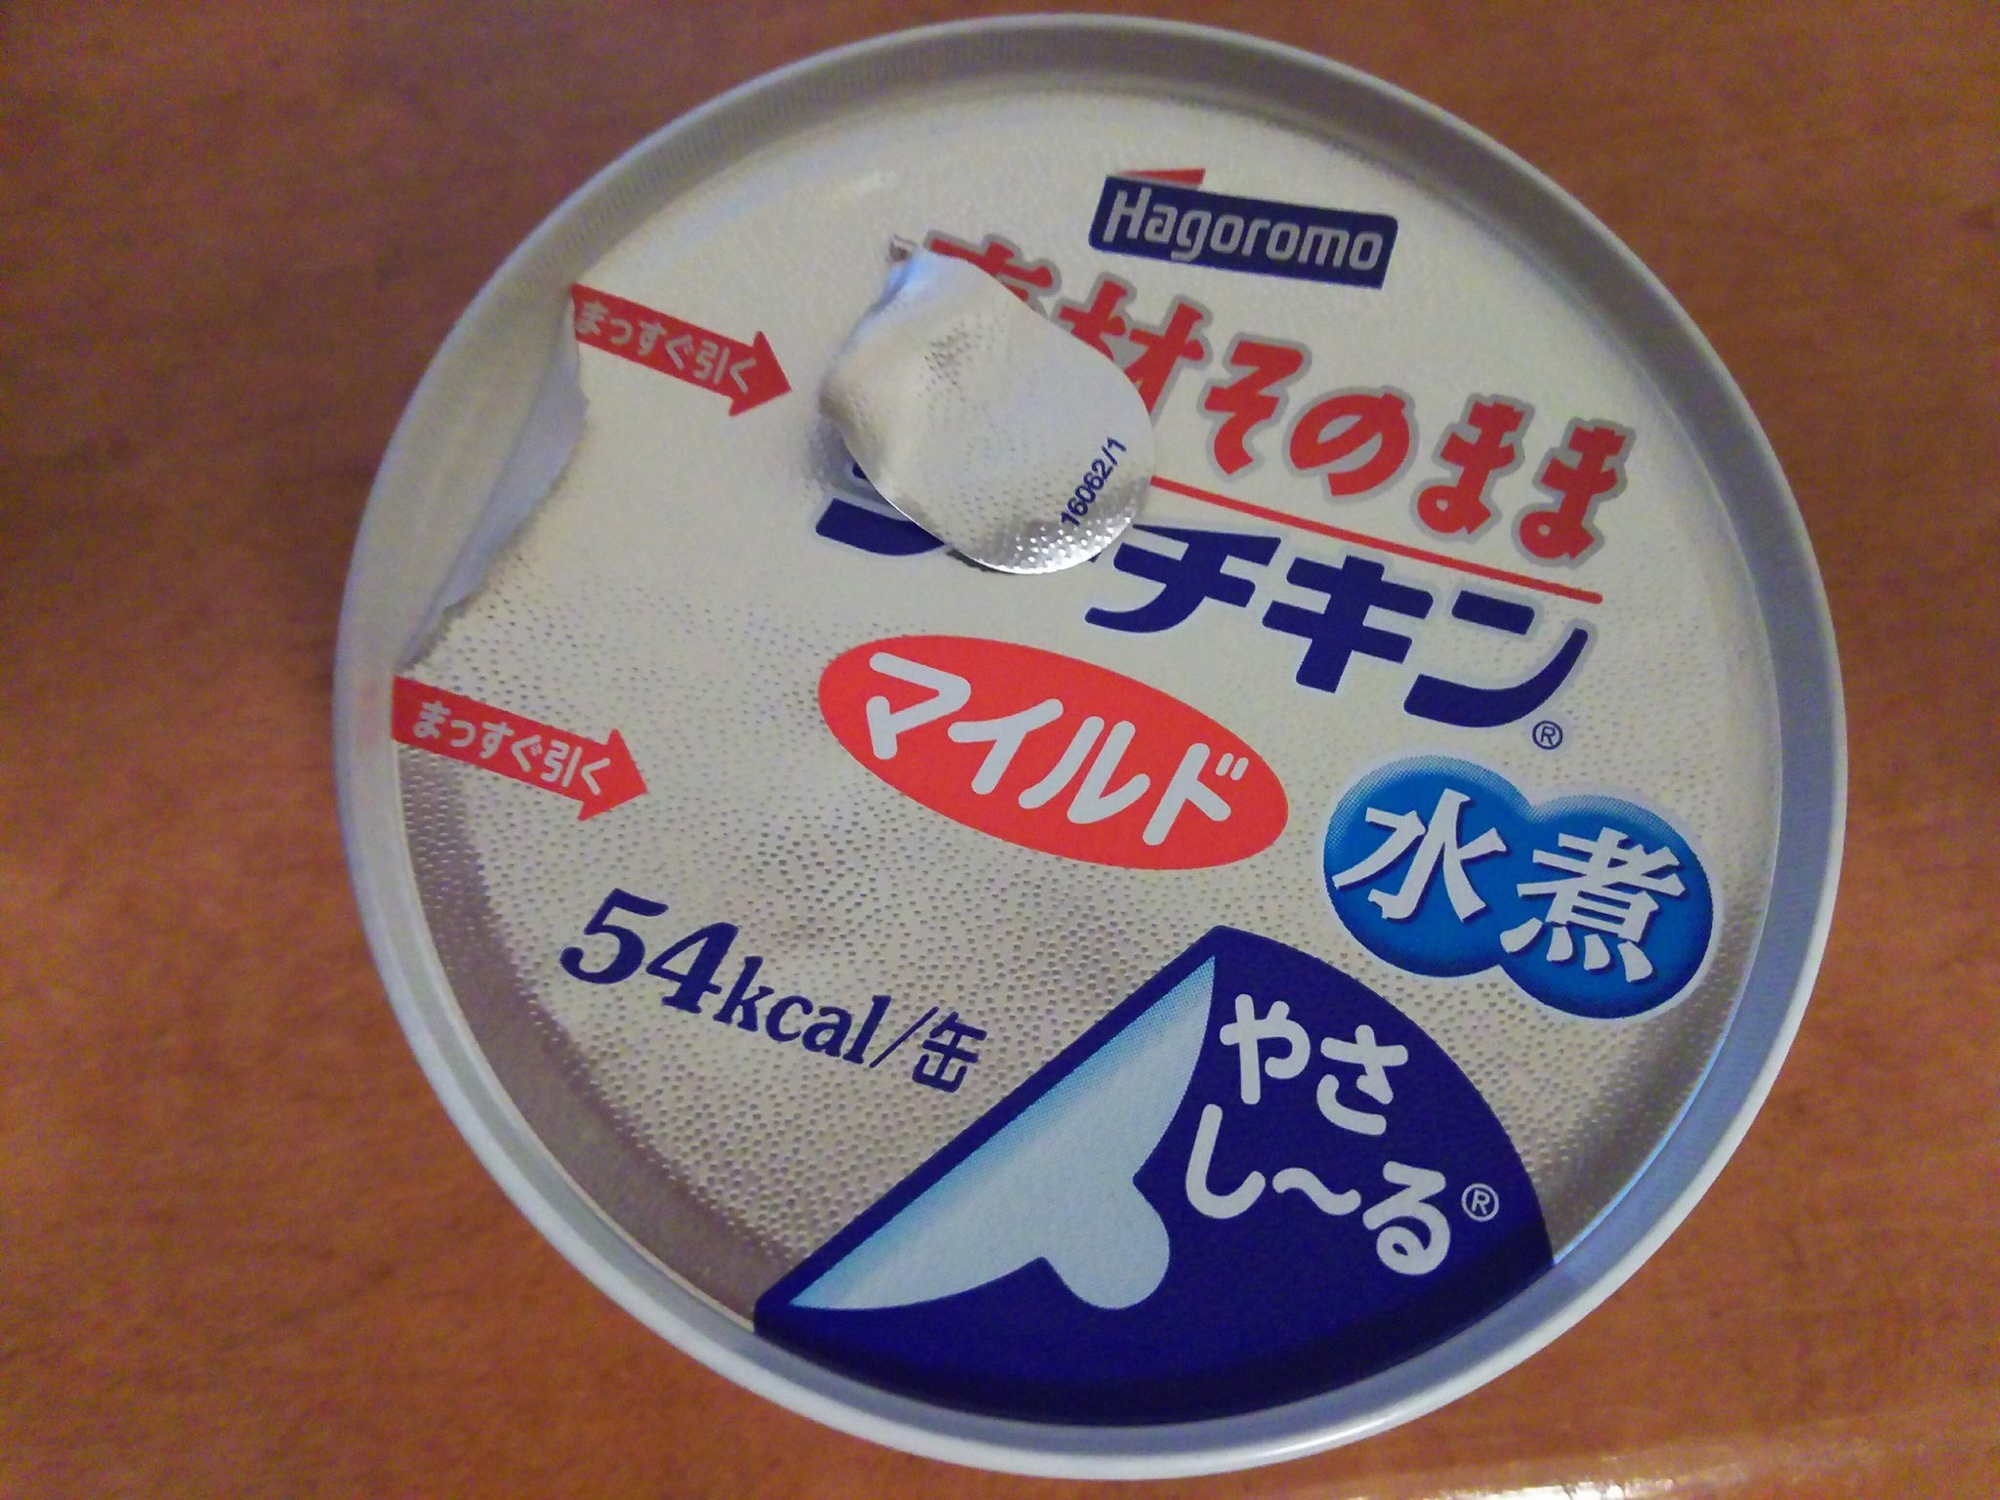 Hagoromo
材そのまま
チキン®
マイルド
水煮
まっすぐ引く
まっすぐ引く
16062/1
54kcal/缶
やさ
し〜る®